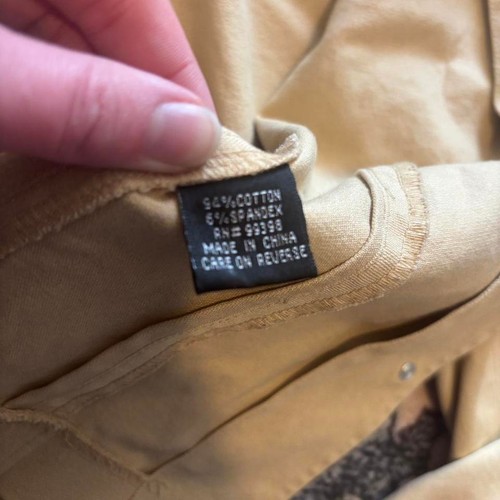 94%COTTON
6%SPANDEX
RN# 99398
MADE IN CHINA
CARE ON REVERSE